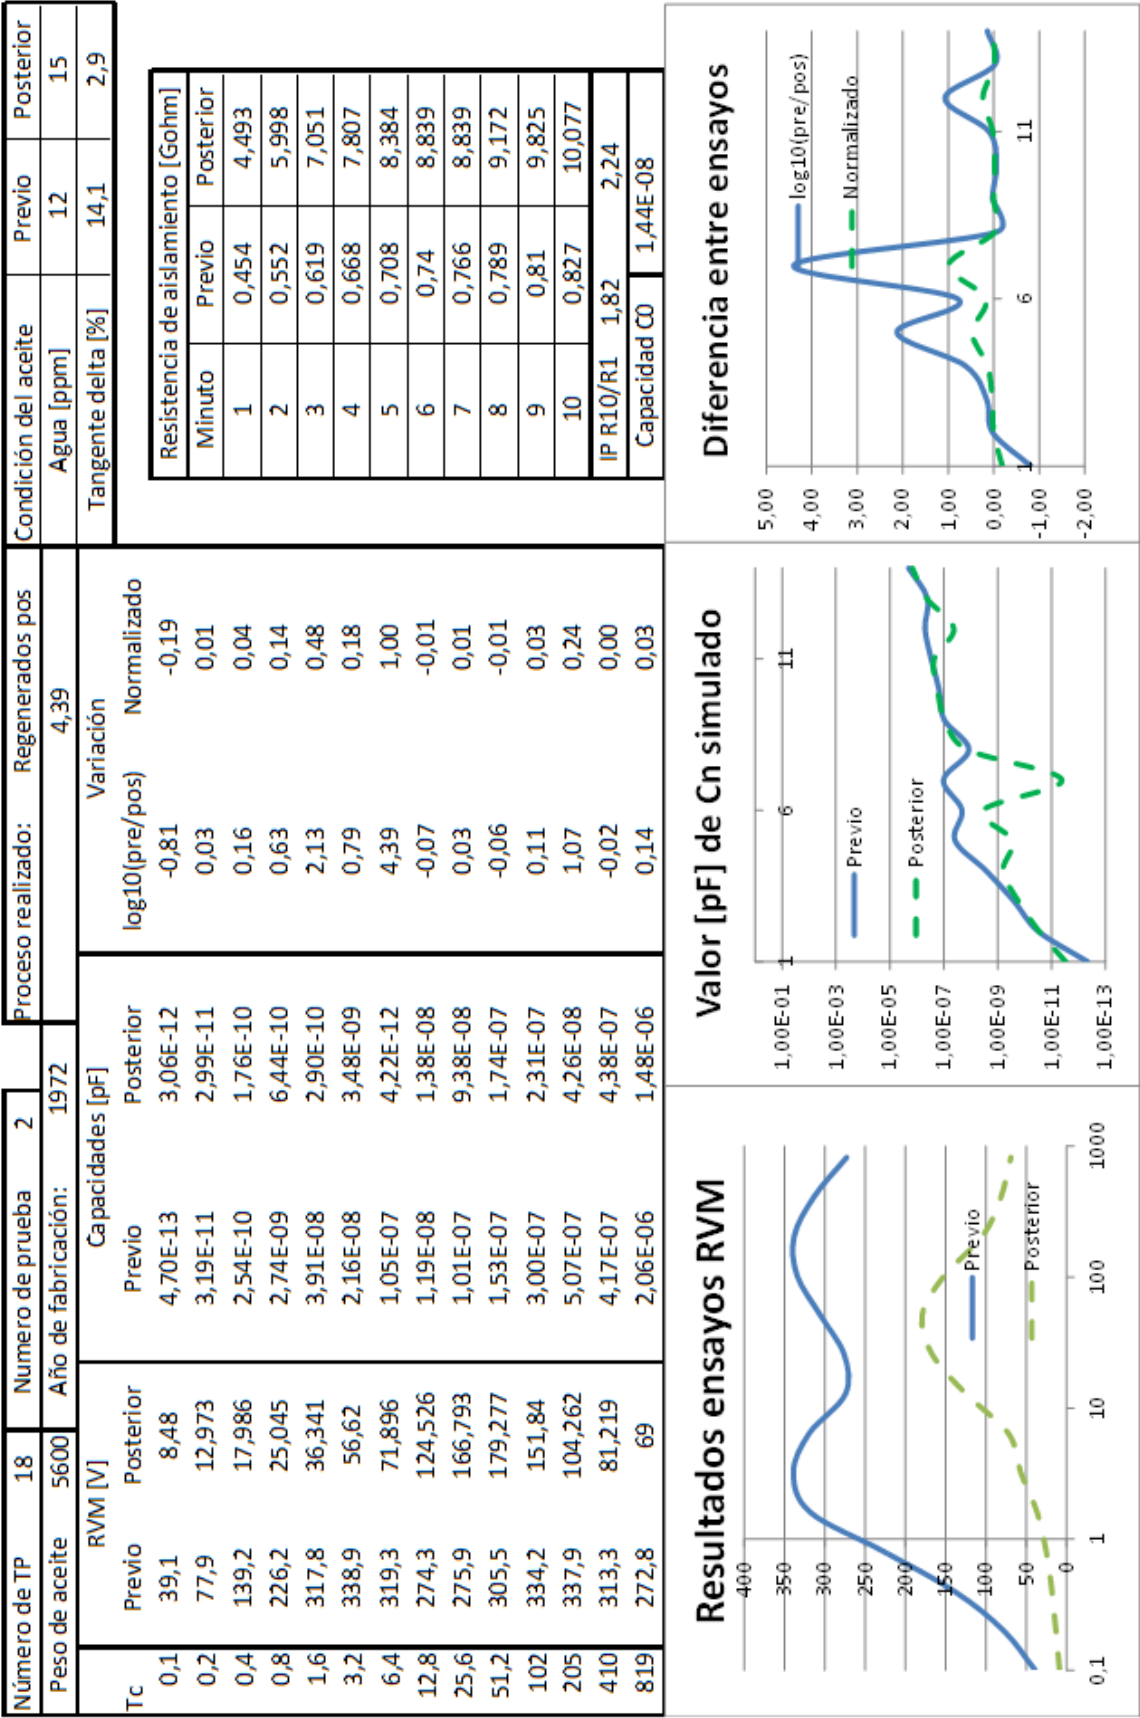 Número de TP 18 Numero de prueba 2 Proceso realizado: Regenerados pos Condición del aceite Previo Posterior
Peso de aceite 5600 Año de fabricación: 1972 4,39 Agua [ppm] 12 15
Tangente delta [%] 14,1 2,9
RVM [V] Capacidades [pF] Variación
Tc Previo Posterior Previo Posterior log10(pre/pos) Normalizado
0,1 39,1 8,48 4,70E-13 3,06E-12 -0,81 -0,19
0,2 77,9 12,973 3,19E-11 2,99E-11 0,03 0,01
0,4 139,2 17,986 2,54E-10 1,76E-10 0,16 0,04
0,8 226,2 25,045 2,74E-09 6,44E-10 0,63 0,14
1,6 317,8 36,341 3,91E-08 2,90E-10 2,13 0,48
3,2 338,9 56,62 2,16E-08 3,48E-09 0,79 0,18
6,4 319,3 71,896 1,05E-07 4,22E-12 4,39 1,00
12,8 274,3 124,526 1,19E-08 1,38E-08 -0,07 -0,01
25,6 275,9 166,793 1,01E-07 9,38E-08 0,03 0,01
51,2 305,5 179,277 1,53E-07 1,74E-07 -0,06 -0,01
102 334,2 151,84 3,00E-07 2,31E-07 0,11 0,03
205 337,9 104,262 5,07E-07 4,26E-08 1,07 0,24
410 313,3 81,219 4,17E-07 4,38E-07 -0,02 0,00
819 272,8 69 2,06E-06 1,48E-06 0,14 0,03
Resistencia de aislamiento [Gohm]
Minuto Previo Posterior
1 0,454 4,493
2 0,552 5,998
3 0,619 7,051
4 0,668 7,807
5 0,708 8,384
6 0,74 8,839
7 0,766 8,839
8 0,789 9,172
9 0,81 9,825
10 0,827 10,077
IP R10/R1 1,82 2,24
Capacidad C0 1,44E-08
Resultados ensayos RVM
400
350
300
250
200
150
100
50
0
0,1 1 10 100 1000
Previo
Posterior
Valor [pF] de Cn simulado
1,00E-01
1,00E-03
1,00E-05
1,00E-07
1,00E-09
1,00E-11
1,00E-13
1 6 11
Previo
Posterior
Diferencia entre ensayos
5,00
4,00
3,00
2,00
1,00
0,00
-1,00
-2,00
1 6 11
log10(pre/pos)
Normalizado